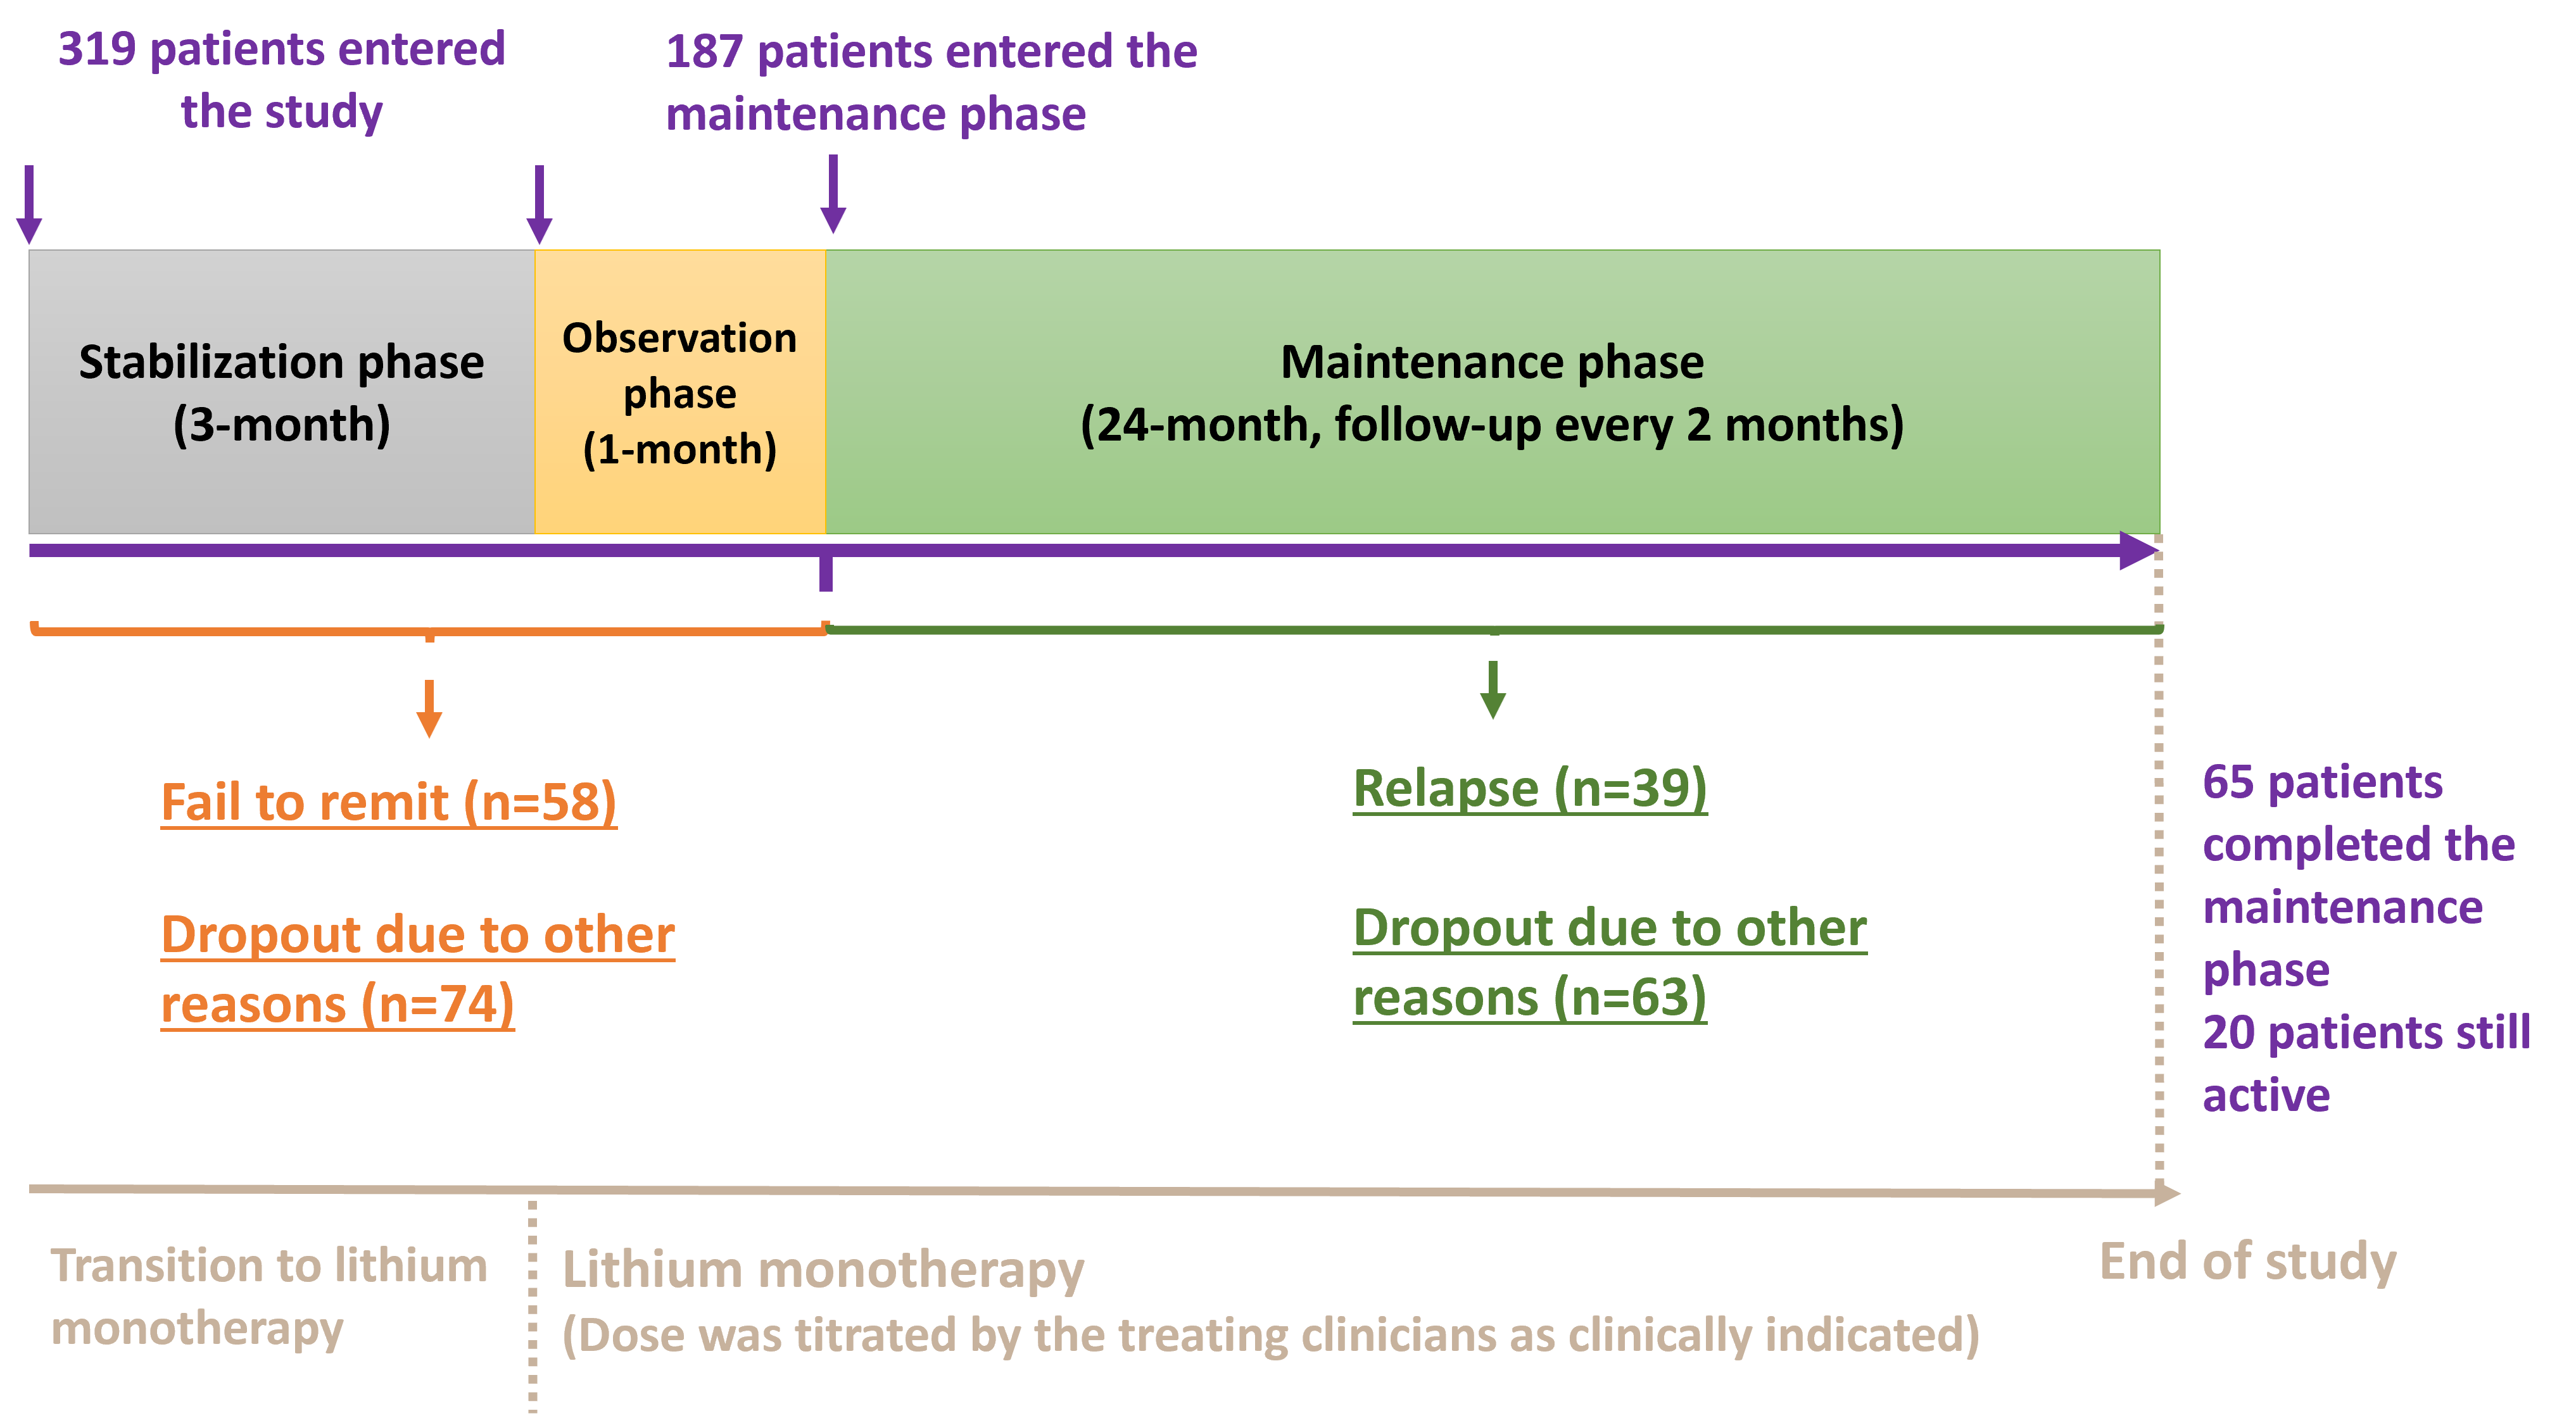 319 patients entered
the study
187 patients entered the
maintenance phase
Stabilization phase
(3-month)
Observation
phase
(1-month)
Maintenance phase
(24-month, follow-up every 2 months)
Fail to remit (n=58)
Dropout due to other
reasons (n=74)
Relapse (n=39)
Dropout due to other
reasons (n=63)
65 patients
completed the
maintenance
phase
20 patients still
active
Transition to lithium
monotherapy
Lithium monotherapy
(Dose was titrated by the treating clinicians as clinically indicated)
End of study